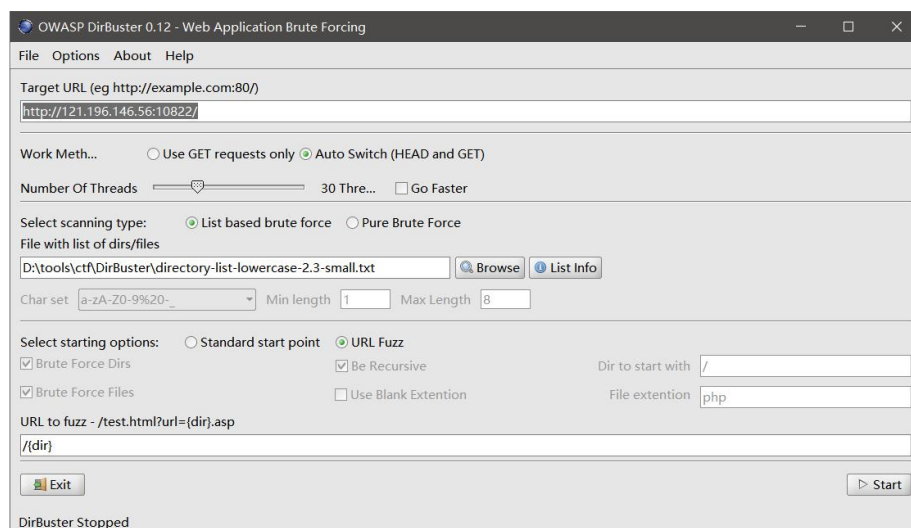 OWASP DirBuster 0.12 - Web Application Brute Forcing
File Options About Help
Target URL (eg http://example.com:80/)
http://121.196.146.56:10822/
Work Meth... Use GET requests only Auto Switch (HEAD and GET)
Number Of Threads 30 Thre... Go Faster
Select scanning type: List based brute force Pure Brute Force
File with list of dirs/files
D:\tools\ctf\DirBuster\directory-list-lowercase-2.3-small.txt Browse List Info
Char set a-zA-Z0-9%20-_ Min length 1 Max Length 8
Select starting options: Standard start point URL Fuzz
Brute Force Dirs Be Recursive Dir to start with /
Brute Force Files Use Blank Extention File extention php
URL to fuzz - /test.html?url={dir}.asp
/{dir}
Exit Start
DirBuster Stopped